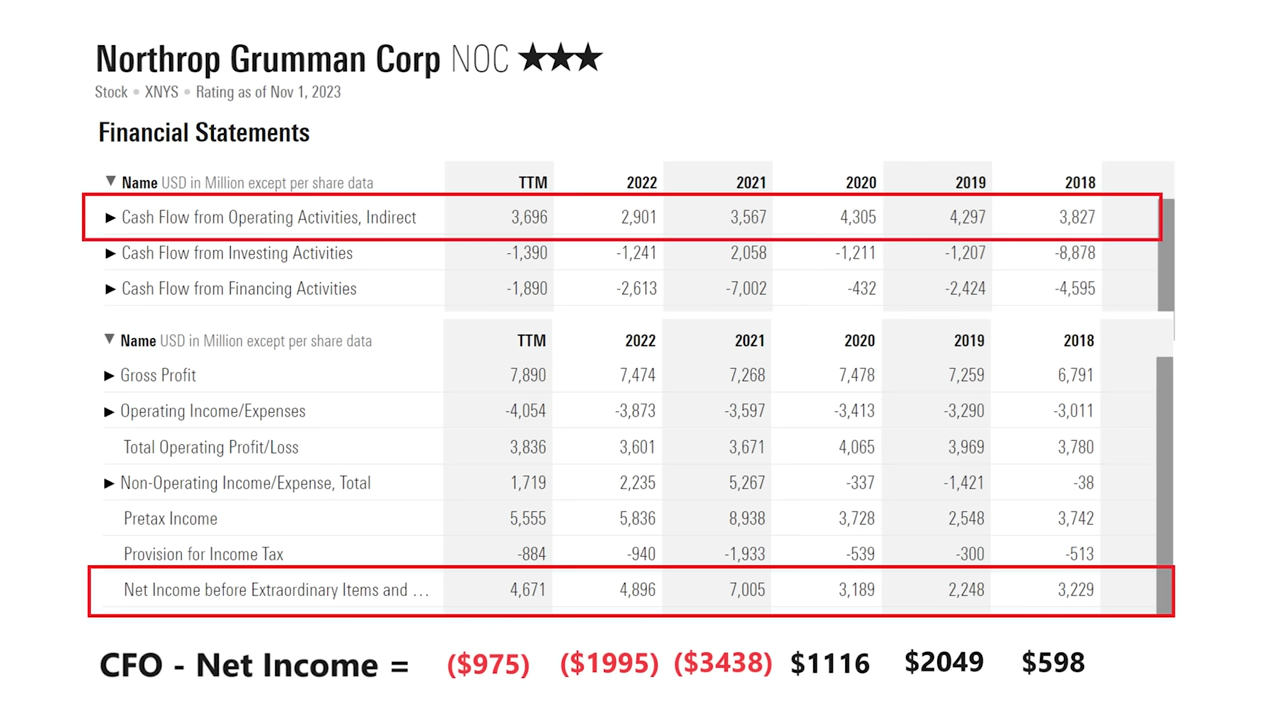 Northrop Grumman Corp NOC ★★★
Stock • XNYS • Rating as of Nov 1, 2023
Financial Statements
▼ Name USD in Million except per share data TTM 2022 2021 2020 2019 2018
▶ Cash Flow from Operating Activities, Indirect 3,696 2,901 3,567 4,305 4,297 3,827
▶ Cash Flow from Investing Activities -1,390 -1,241 2,058 -1,211 -1,207 -8,878
▶ Cash Flow from Financing Activities -1,890 -2,613 -7,002 -432 -2,424 -4,595
▼ Name USD in Million except per share data TTM 2022 2021 2020 2019 2018
▶ Gross Profit 7,890 7,474 7,268 7,478 7,259 6,791
▶ Operating Income/Expenses -4,054 -3,873 -3,597 -3,413 -3,290 -3,011
Total Operating Profit/Loss 3,836 3,601 3,671 4,065 3,969 3,780
▶ Non-Operating Income/Expense, Total 1,719 2,235 5,267 -337 -1,421 -38
Pretax Income 5,555 5,836 8,938 3,728 2,548 3,742
Provision for Income Tax -884 -940 -1,933 -539 -300 -513
Net Income before Extraordinary Items and … 4,671 4,896 7,005 3,189 2,248 3,229
CFO - Net Income = ($975) ($1995) ($3438) $1116 $2049 $598